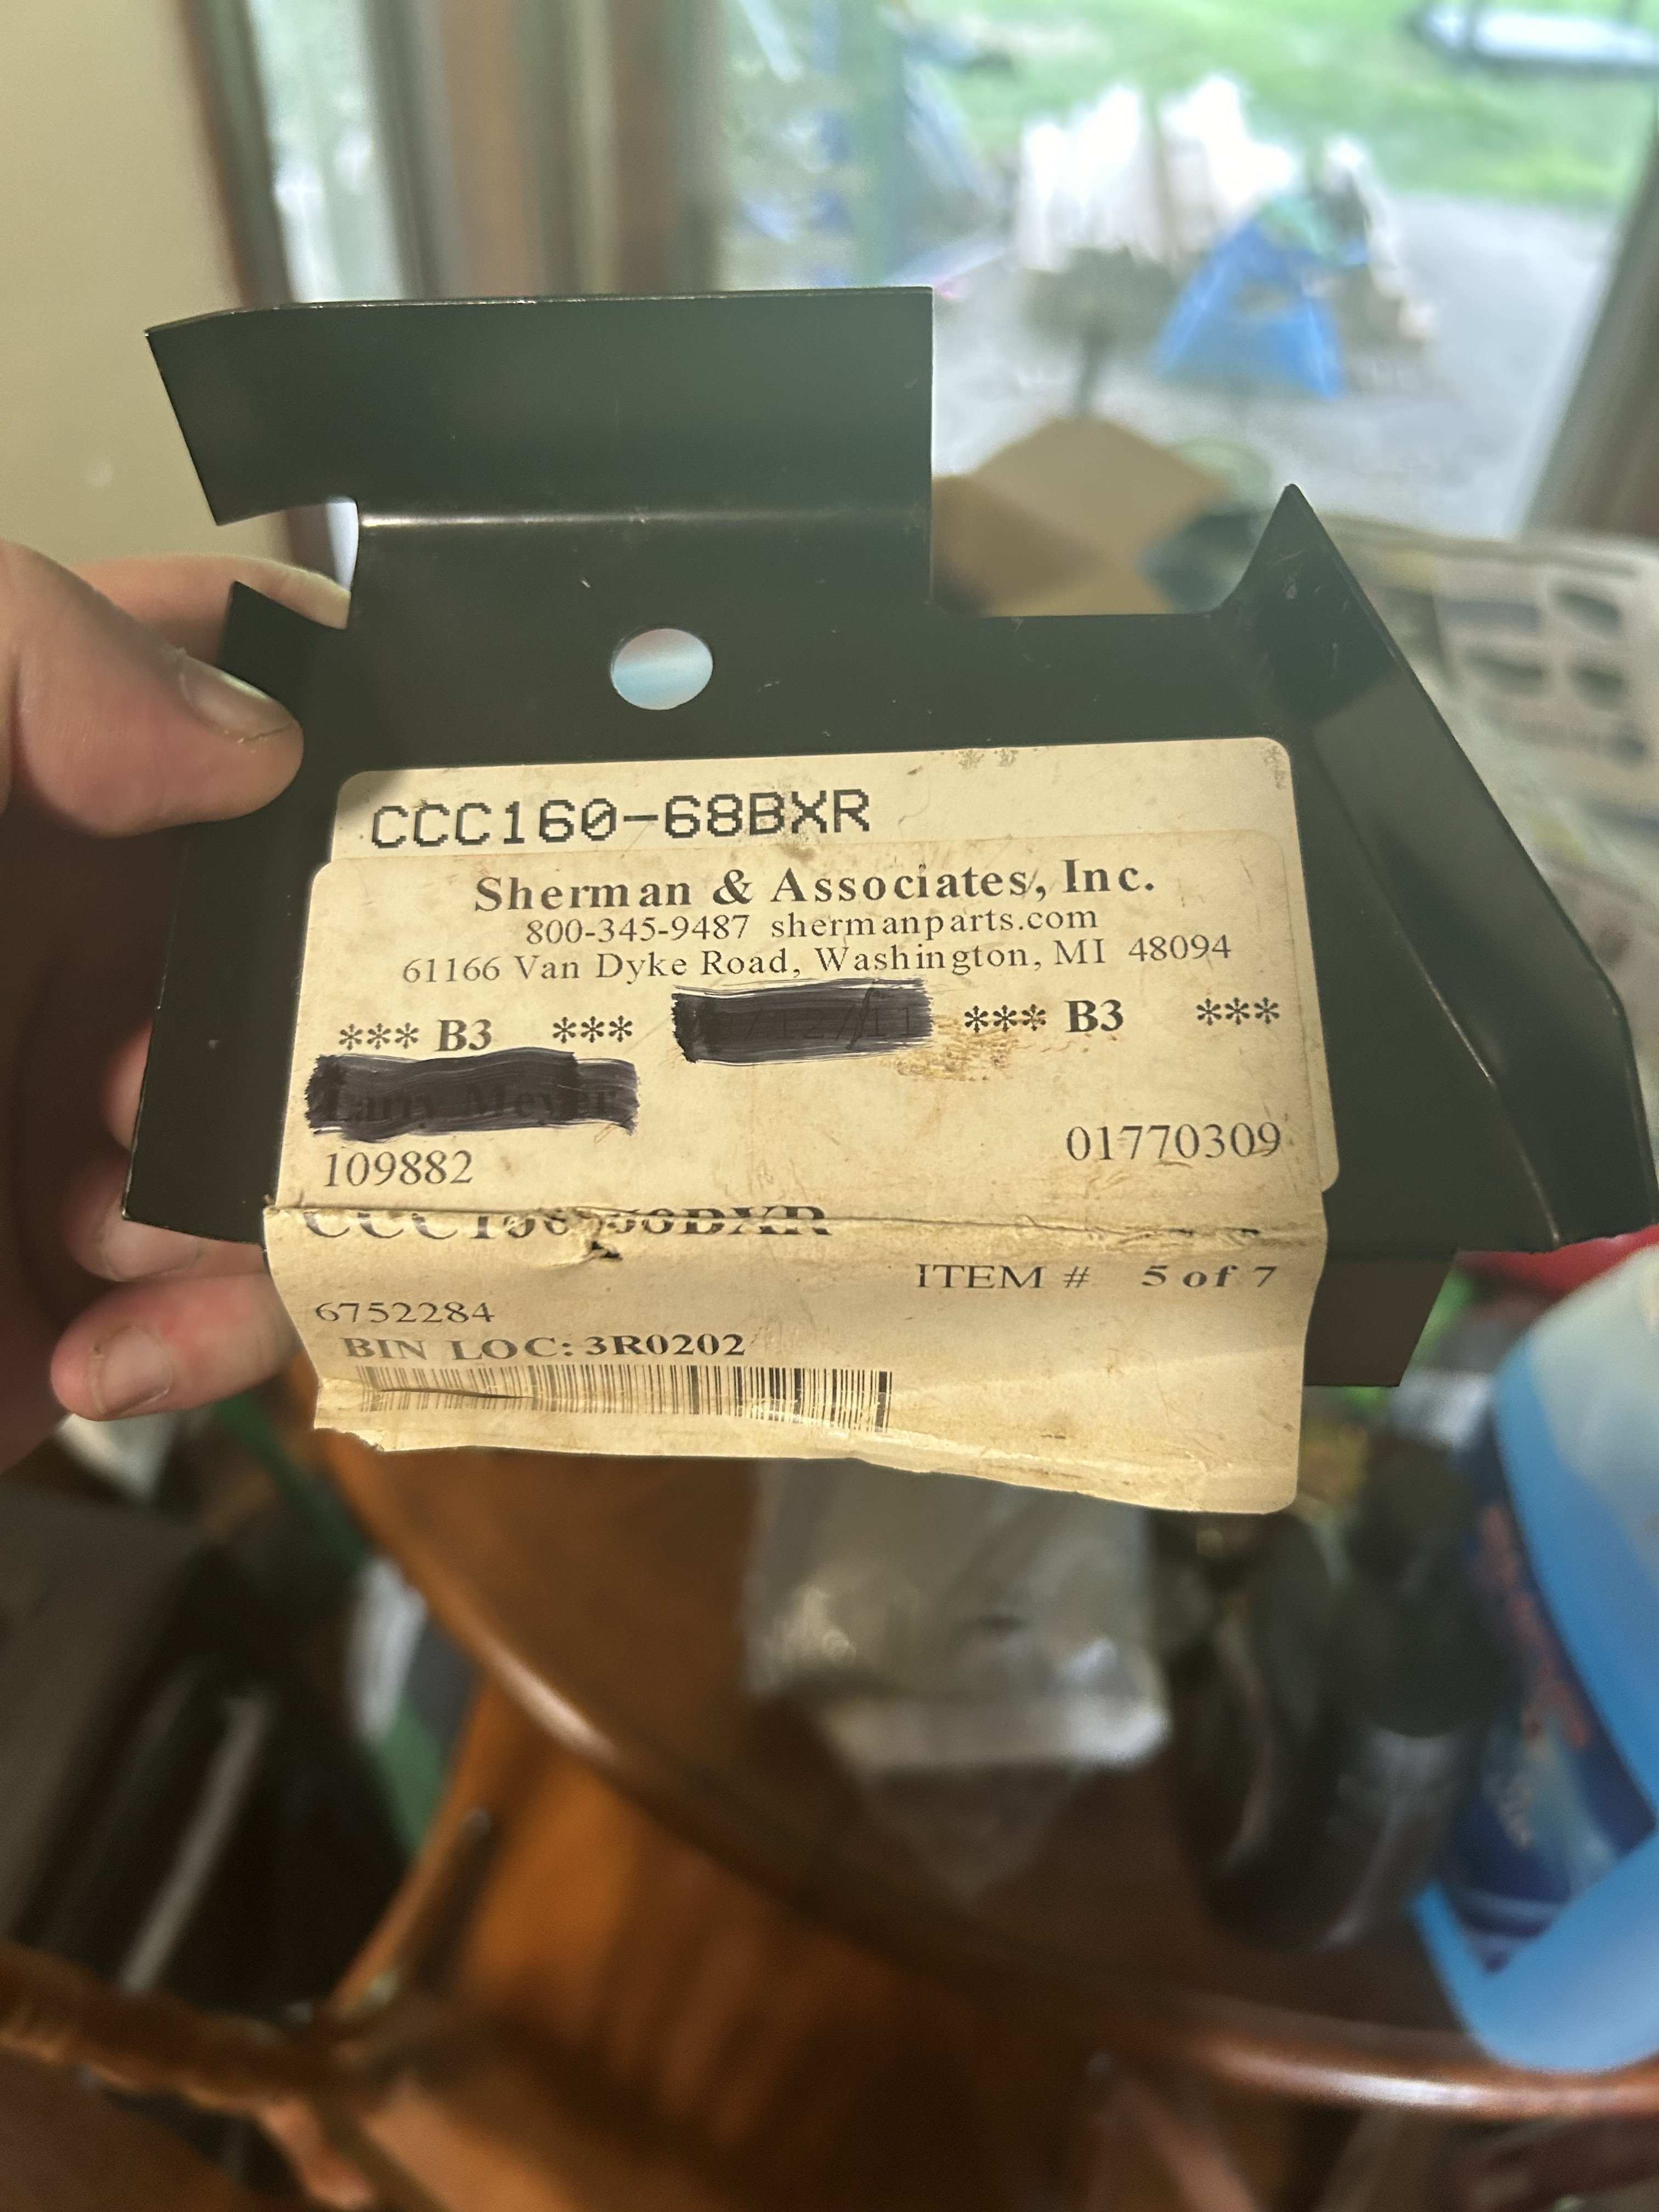 CCC160-68BXR
Sherman & Associates, Inc.
800-345-9487 shermanparts.com
61166 Van Dyke Road, Washington, MI 48094
*** B3 *** *** B3 ***
109882 01770309
ITEM # 5 of 7
6752284
BIN LOC: 3R0202